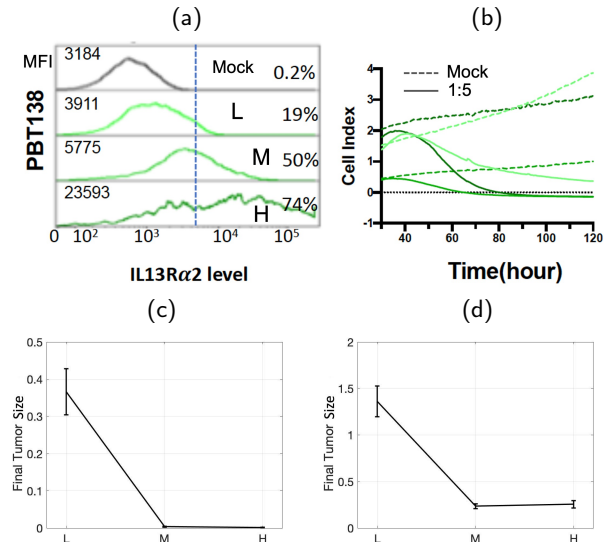 (a)
MFI
PBT138
3184
Mock
0.2%
3911
L
19%
5775
M
50%
23593
H
74%
0 10² 10³ 10⁴ 10⁵
IL13Rα2 level
(b)
Mock
1:5
Cell Index
4
3
2
1
0
-1
40 60 80 100 120
Time(hour)
(c)
Final Tumor Size
0.5
0.4
0.3
0.2
0.1
0
L M H
(d)
Final Tumor Size
2
1.5
1
0.5
0
L M H